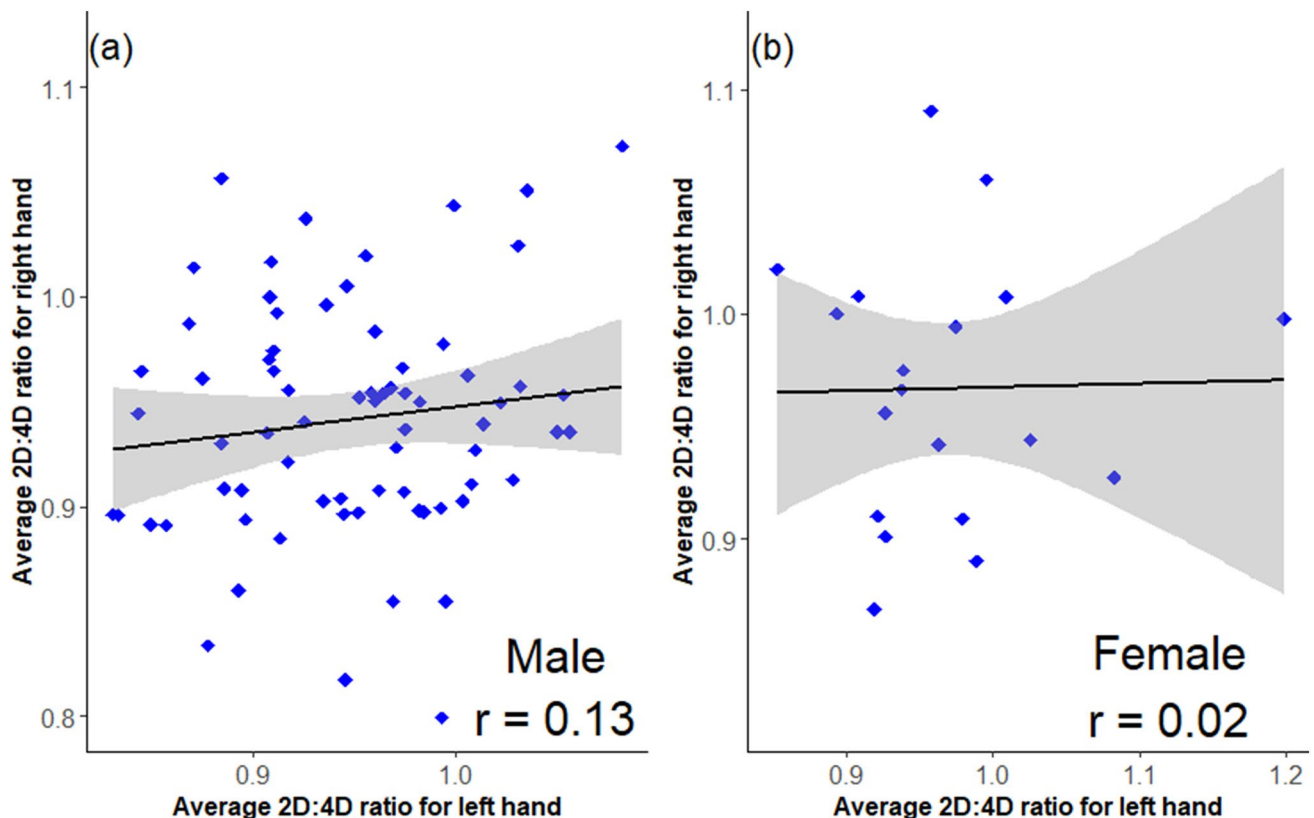 (a)
Average 2D:4D ratio for right hand
1.1
1.0
0.9
0.8
Male
r = 0.13
0.9 1.0
Average 2D:4D ratio for left hand
(b)
Average 2D:4D ratio for right hand
1.1
1.0
0.9
Female
r = 0.02
0.9 1.0 1.1 1.2
Average 2D:4D ratio for left hand